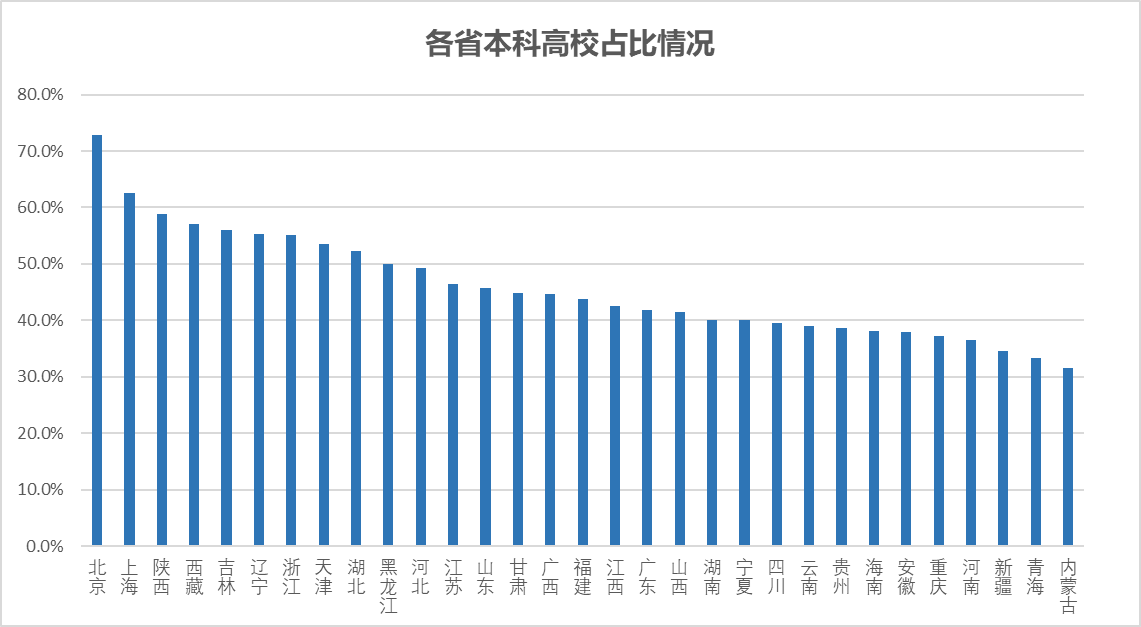 各省本科高校占比情况
80.0%
70.0%
60.0%
50.0%
40.0%
30.0%
20.0%
10.0%
0.0%
北京
上海
陕西
西藏
吉林
辽宁
浙江
天津
湖北
黑龙江
河北
江苏
山东
甘肃
广西
福建
江西
广东
山西
湖南
宁夏
四川
云南
贵州
海南
安徽
重庆
河南
新疆
青海
内蒙古